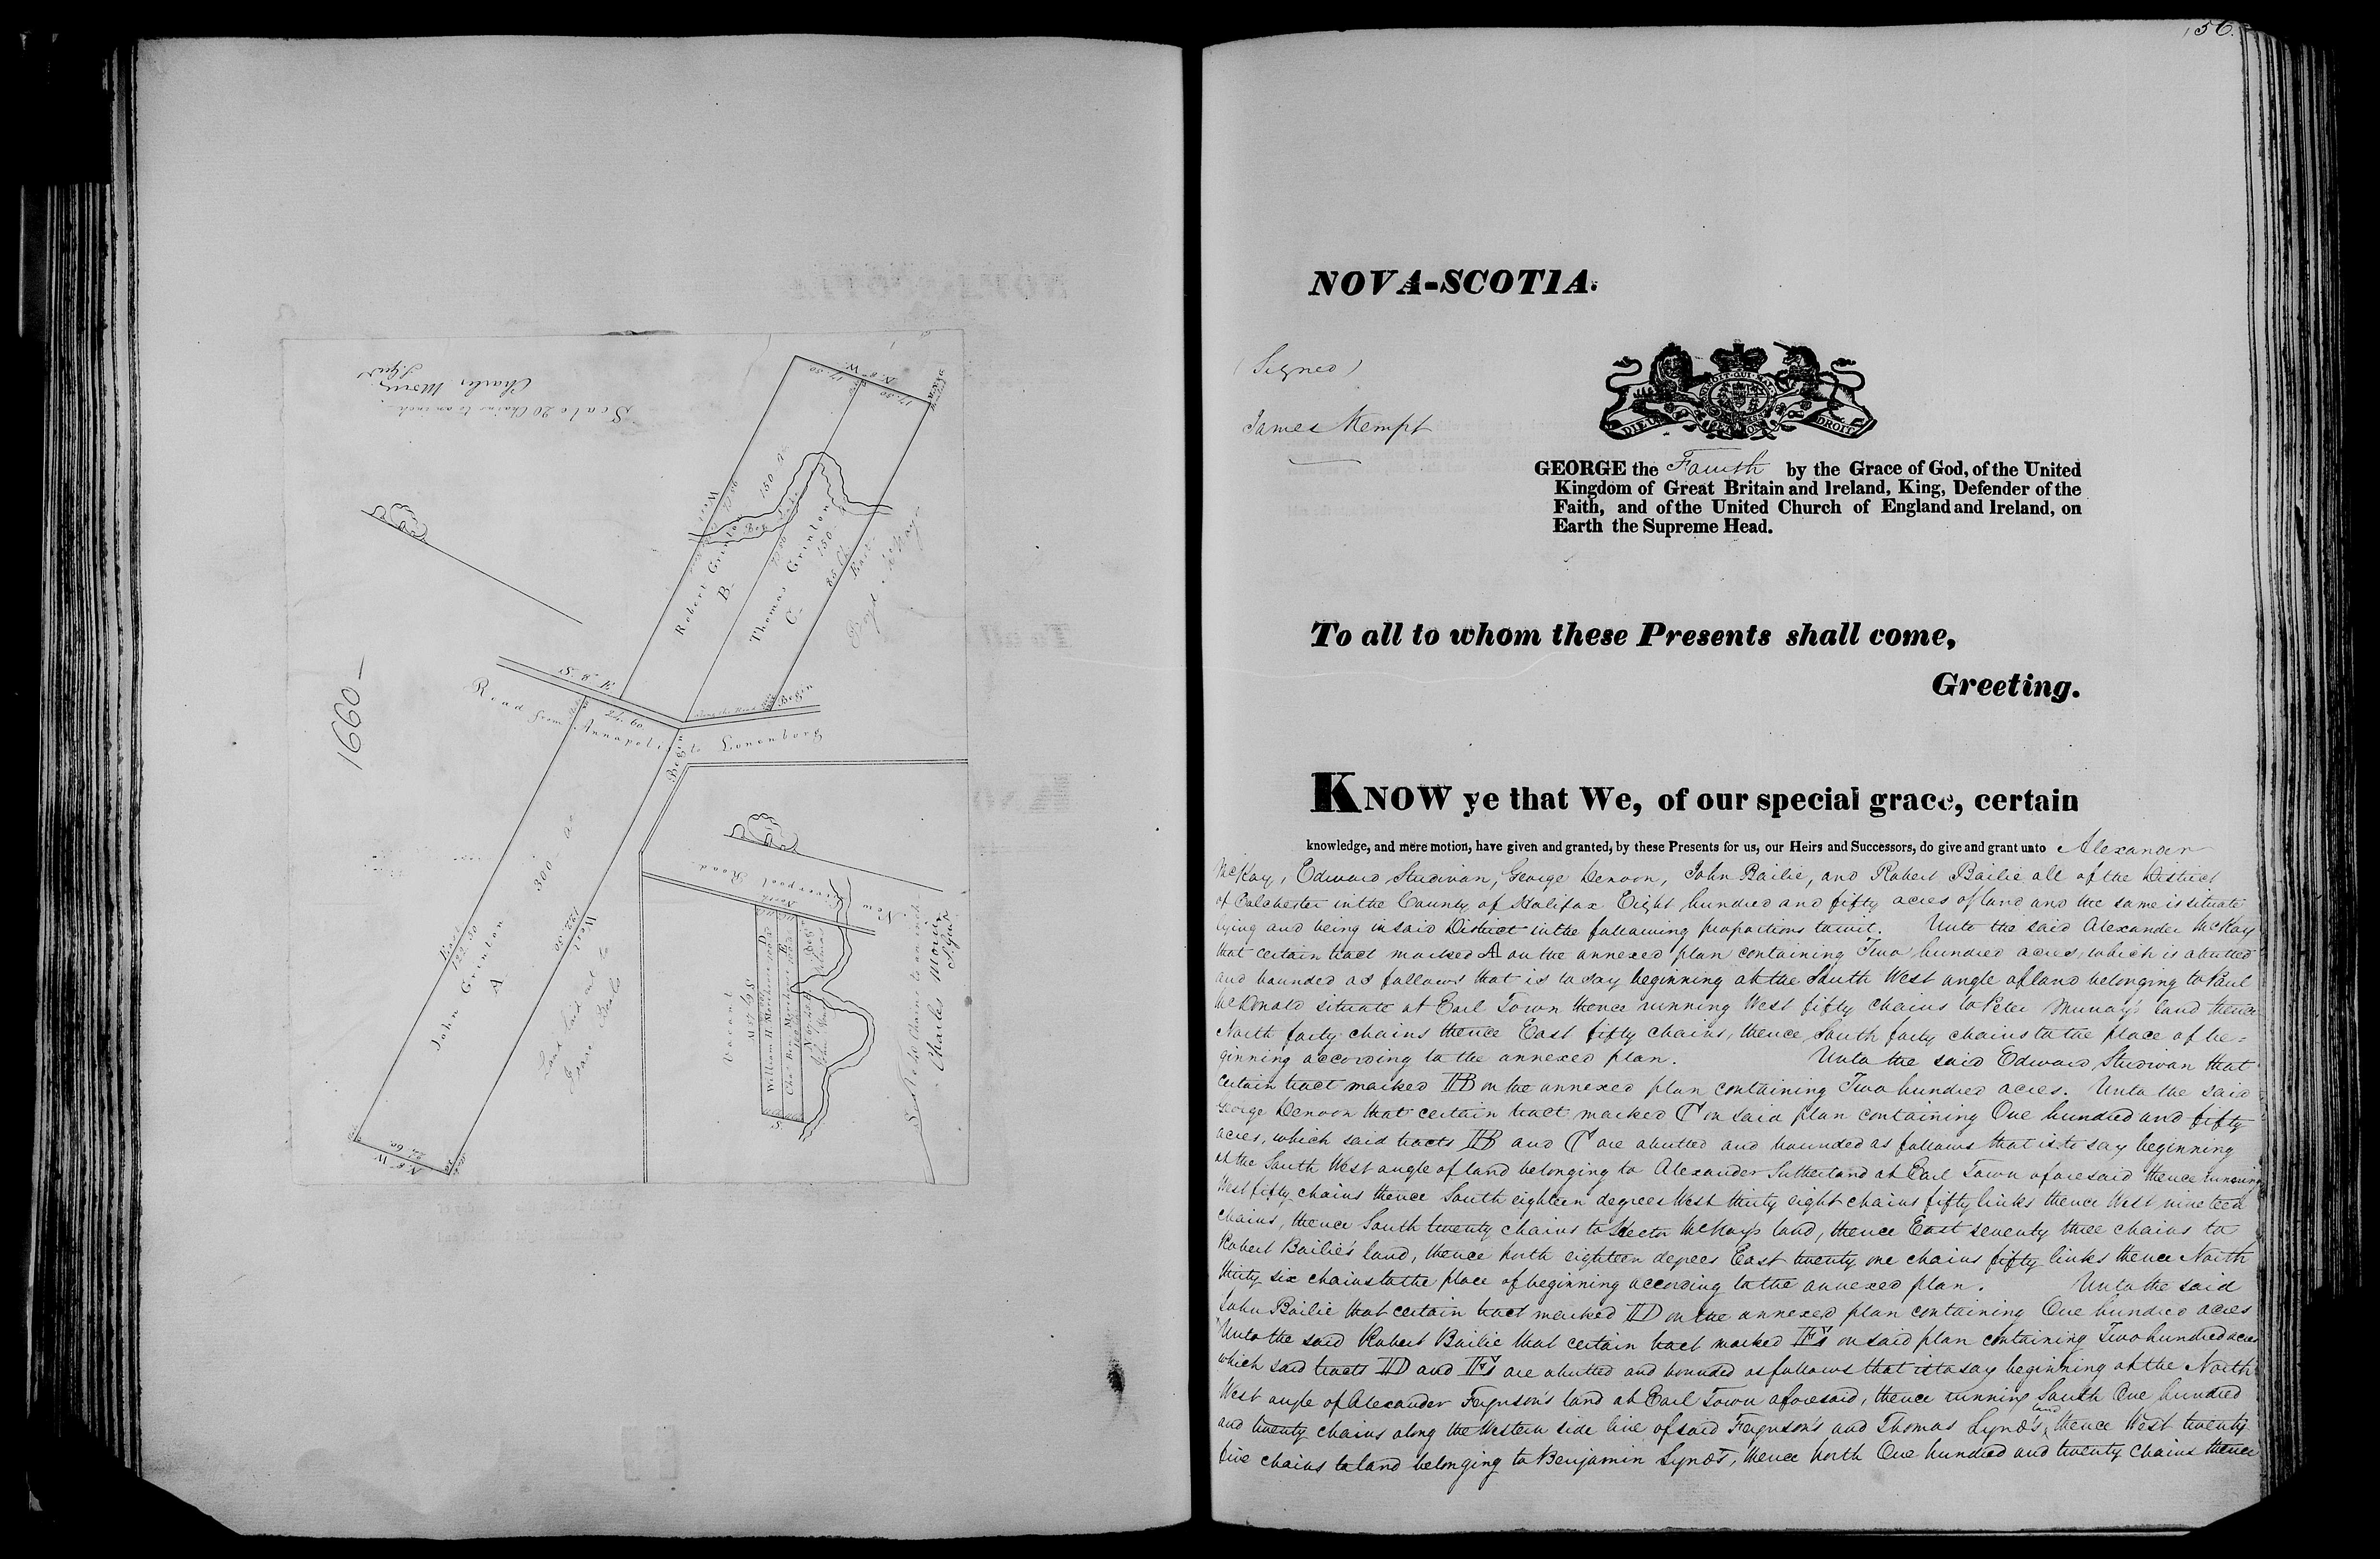 Scale 20 Chains to an inch
Charles Morris
1660 —
N. 8° W.
17.50
17.50
West
Robert Grinton
B
150 a
Thomas Grinton
C
150
85 Ch
East
Boyd McNayr
Begin
S. 8 E
24.60
Road from Annapolis to Lunenburg
Begin
John Grinton
A
300 a
East
122.50
West
122.50
Land laid out to
N. 8° W
24.60
New Liverpool Road
North
Vacant
William H. Morehouse 100 a
D
E
Scale 40 Chains to an inch
Charles Morris
156.
NOVA-SCOTIA.
(Signed)
James Kempt
DIEU ET MON DROIT
GEORGE the Fourth by the Grace of God, of the United
Kingdom of Great Britain and Ireland, King, Defender of the
Faith, and of the United Church of England and Ireland, on
Earth the Supreme Head.
To all to whom these Presents shall come,
Greeting.
KNOW ye that We, of our special grace, certain
knowledge, and mere motion, have given and granted, by these Presents for us, our Heirs and Successors, do give and grant unto Alexander
McKay, Edward Studivan, George Denoon, John Bailie, and Robert Bailie all of the District
of Colchester in the County of Halifax Eight hundred and fifty acres of land and the same is situate
lying and being in said District in the following proportions to wit. Unto the said Alexander McKay
that certain tract marked A on the annexed plan containing Two hundred acres, which is abutted
and bounded as follows that is to say beginning at the South West angle of land belonging to Paul
McDonald situate at Earl Town thence running West fifty chains to Peter Murray's land thence
North forty chains thence East fifty chains, thence South forty chains to the place of be=
ginning according to the annexed plan. Unto the said Edward Studivan that
certain tract marked B on the annexed plan containing Two hundred acres. Unto the said
George Denoon that certain tract marked C on said plan containing One hundred and fifty
acres, which said tracts B and C are abutted and bounded as follows that is to say beginning
at the South West angle of land belonging to Alexander Sutherland at Earl Town aforesaid thence running
West fifty chains thence South eighteen degrees West thirty eight chains fifty links thence West nineteen
chains, thence South twenty chains to Hector McKay's land, thence East seventy three chains to
Robert Bailie's land, thence north eighteen degrees East twenty one chains fifty links thence North
thirty six chains to the place of beginning according to the annexed plan. Unto the said
John Bailie that certain tract marked D on the annexed plan containing One hundred acres
Unto the said Robert Bailie that certain tract marked E on said plan containing Two hundred acres
which said tracts D and E are abutted and bounded as follows that is to say beginning at the North
West angle of Alexander Ferguson's land at Earl Town aforesaid, thence running South One hundred
and twenty chains along the Western side line of said Ferguson's and Thomas Lynds's land, thence West twenty
five chains to land belonging to Benjamin Lynds, thence north One hundred and twenty chains thence